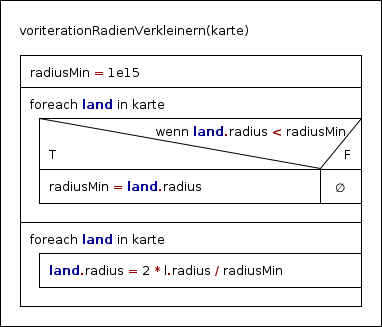 voriterationRadienVerkleinern(karte)
radiusMin = 1e15
foreach land in karte
wenn land.radius < radiusMin
T F
radiusMin = land.radius ∅
foreach land in karte
land.radius = 2 * l.radius / radiusMin